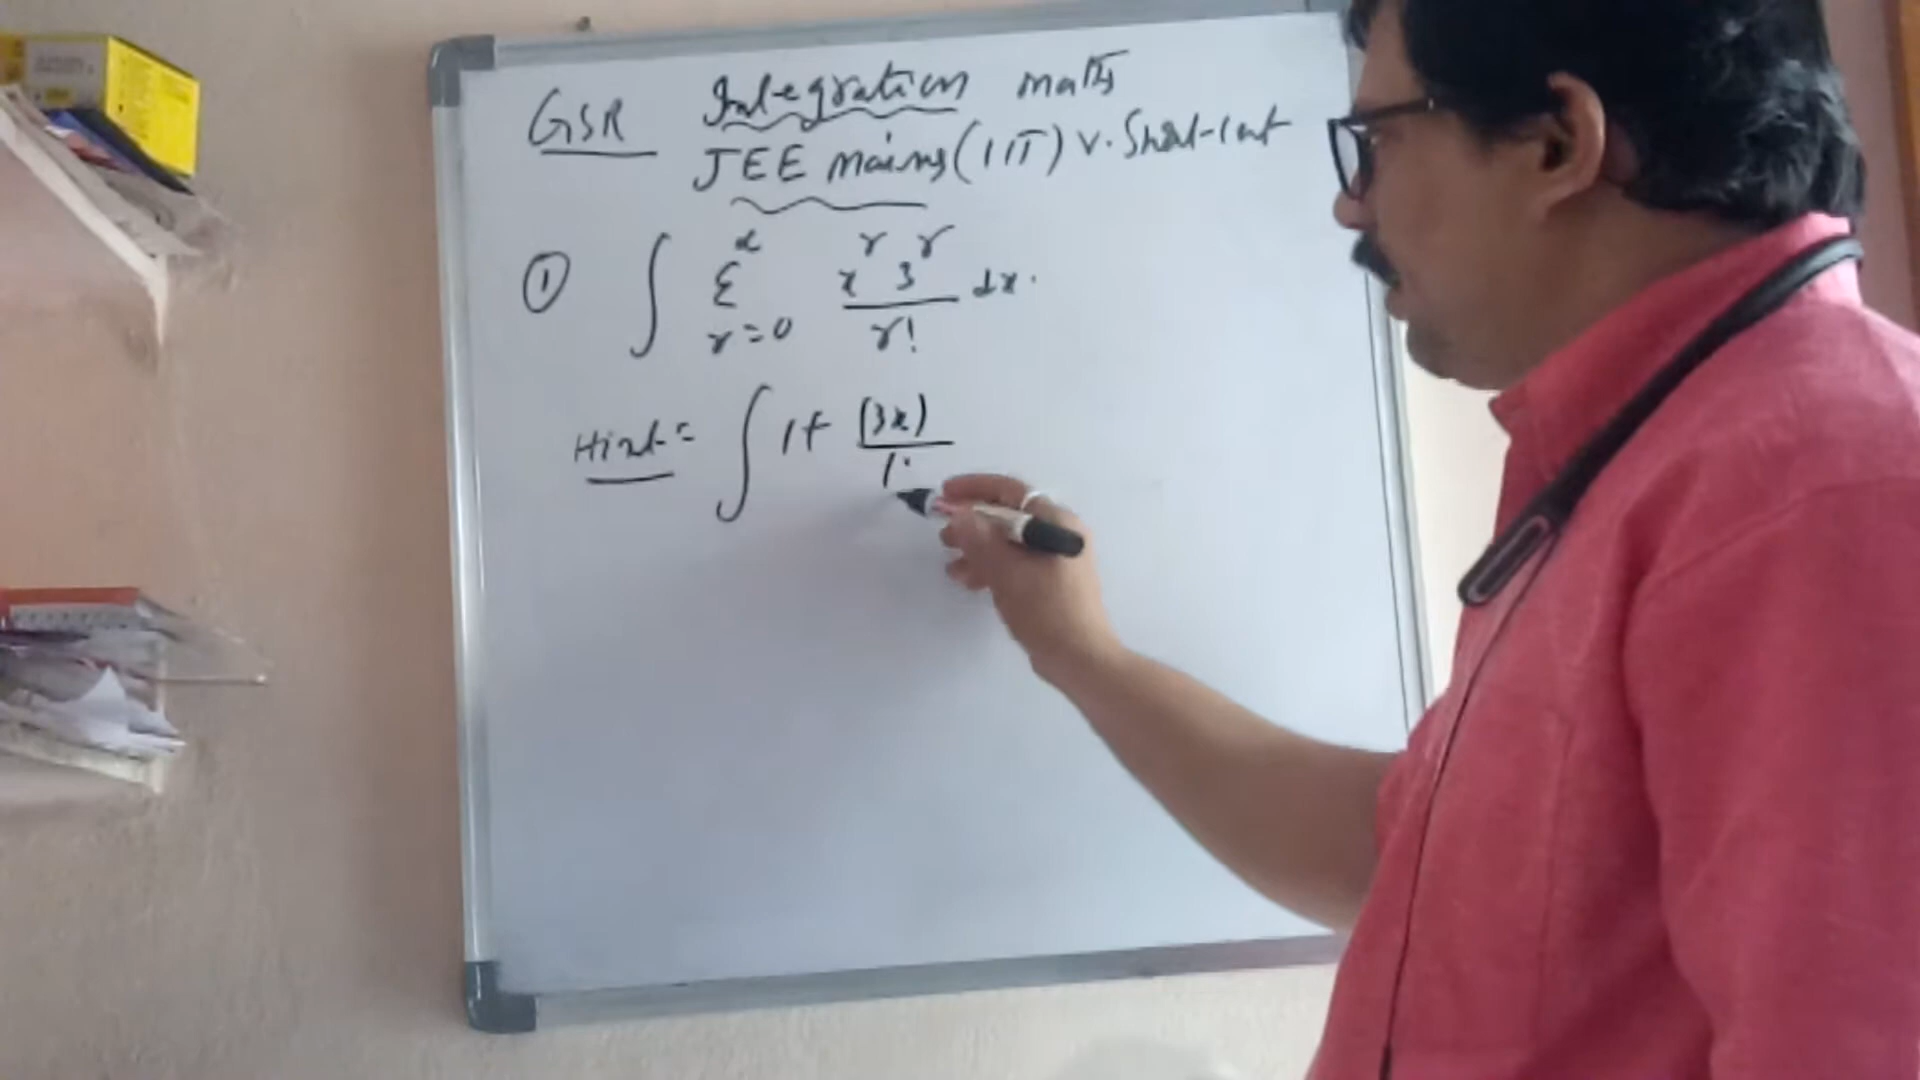 GSR Integration maths
JEE mains (IIT) v. Short-cut
① ∫ Σ_{r=0}^{∝} (x^r 3^r)/(r!) dx.
Hint = ∫ 1+ (3x)/1!